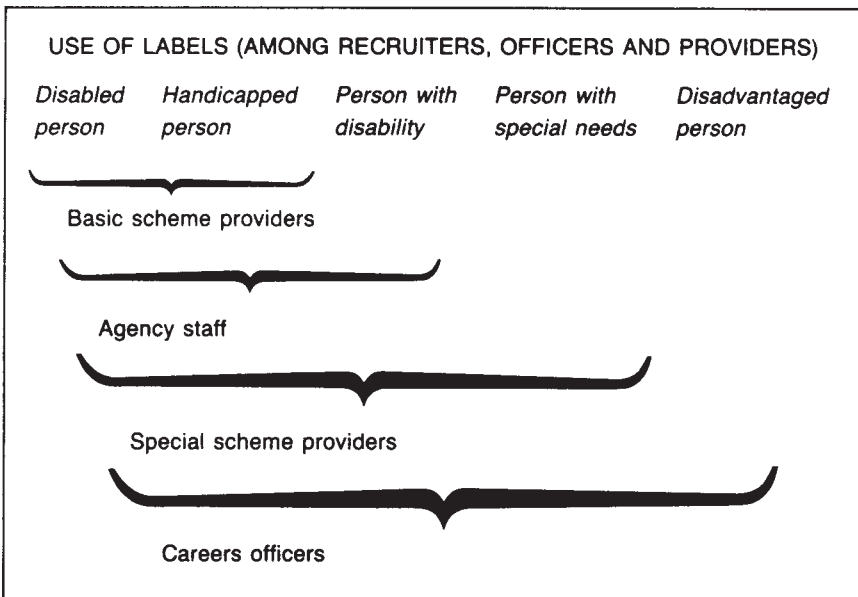 USE OF LABELS (AMONG RECRUITERS, OFFICERS AND PROVIDERS)
Disabled person
Handicapped person
Person with disability
Person with special needs
Disadvantaged person
Basic scheme providers
Agency staff
Special scheme providers
Careers officers